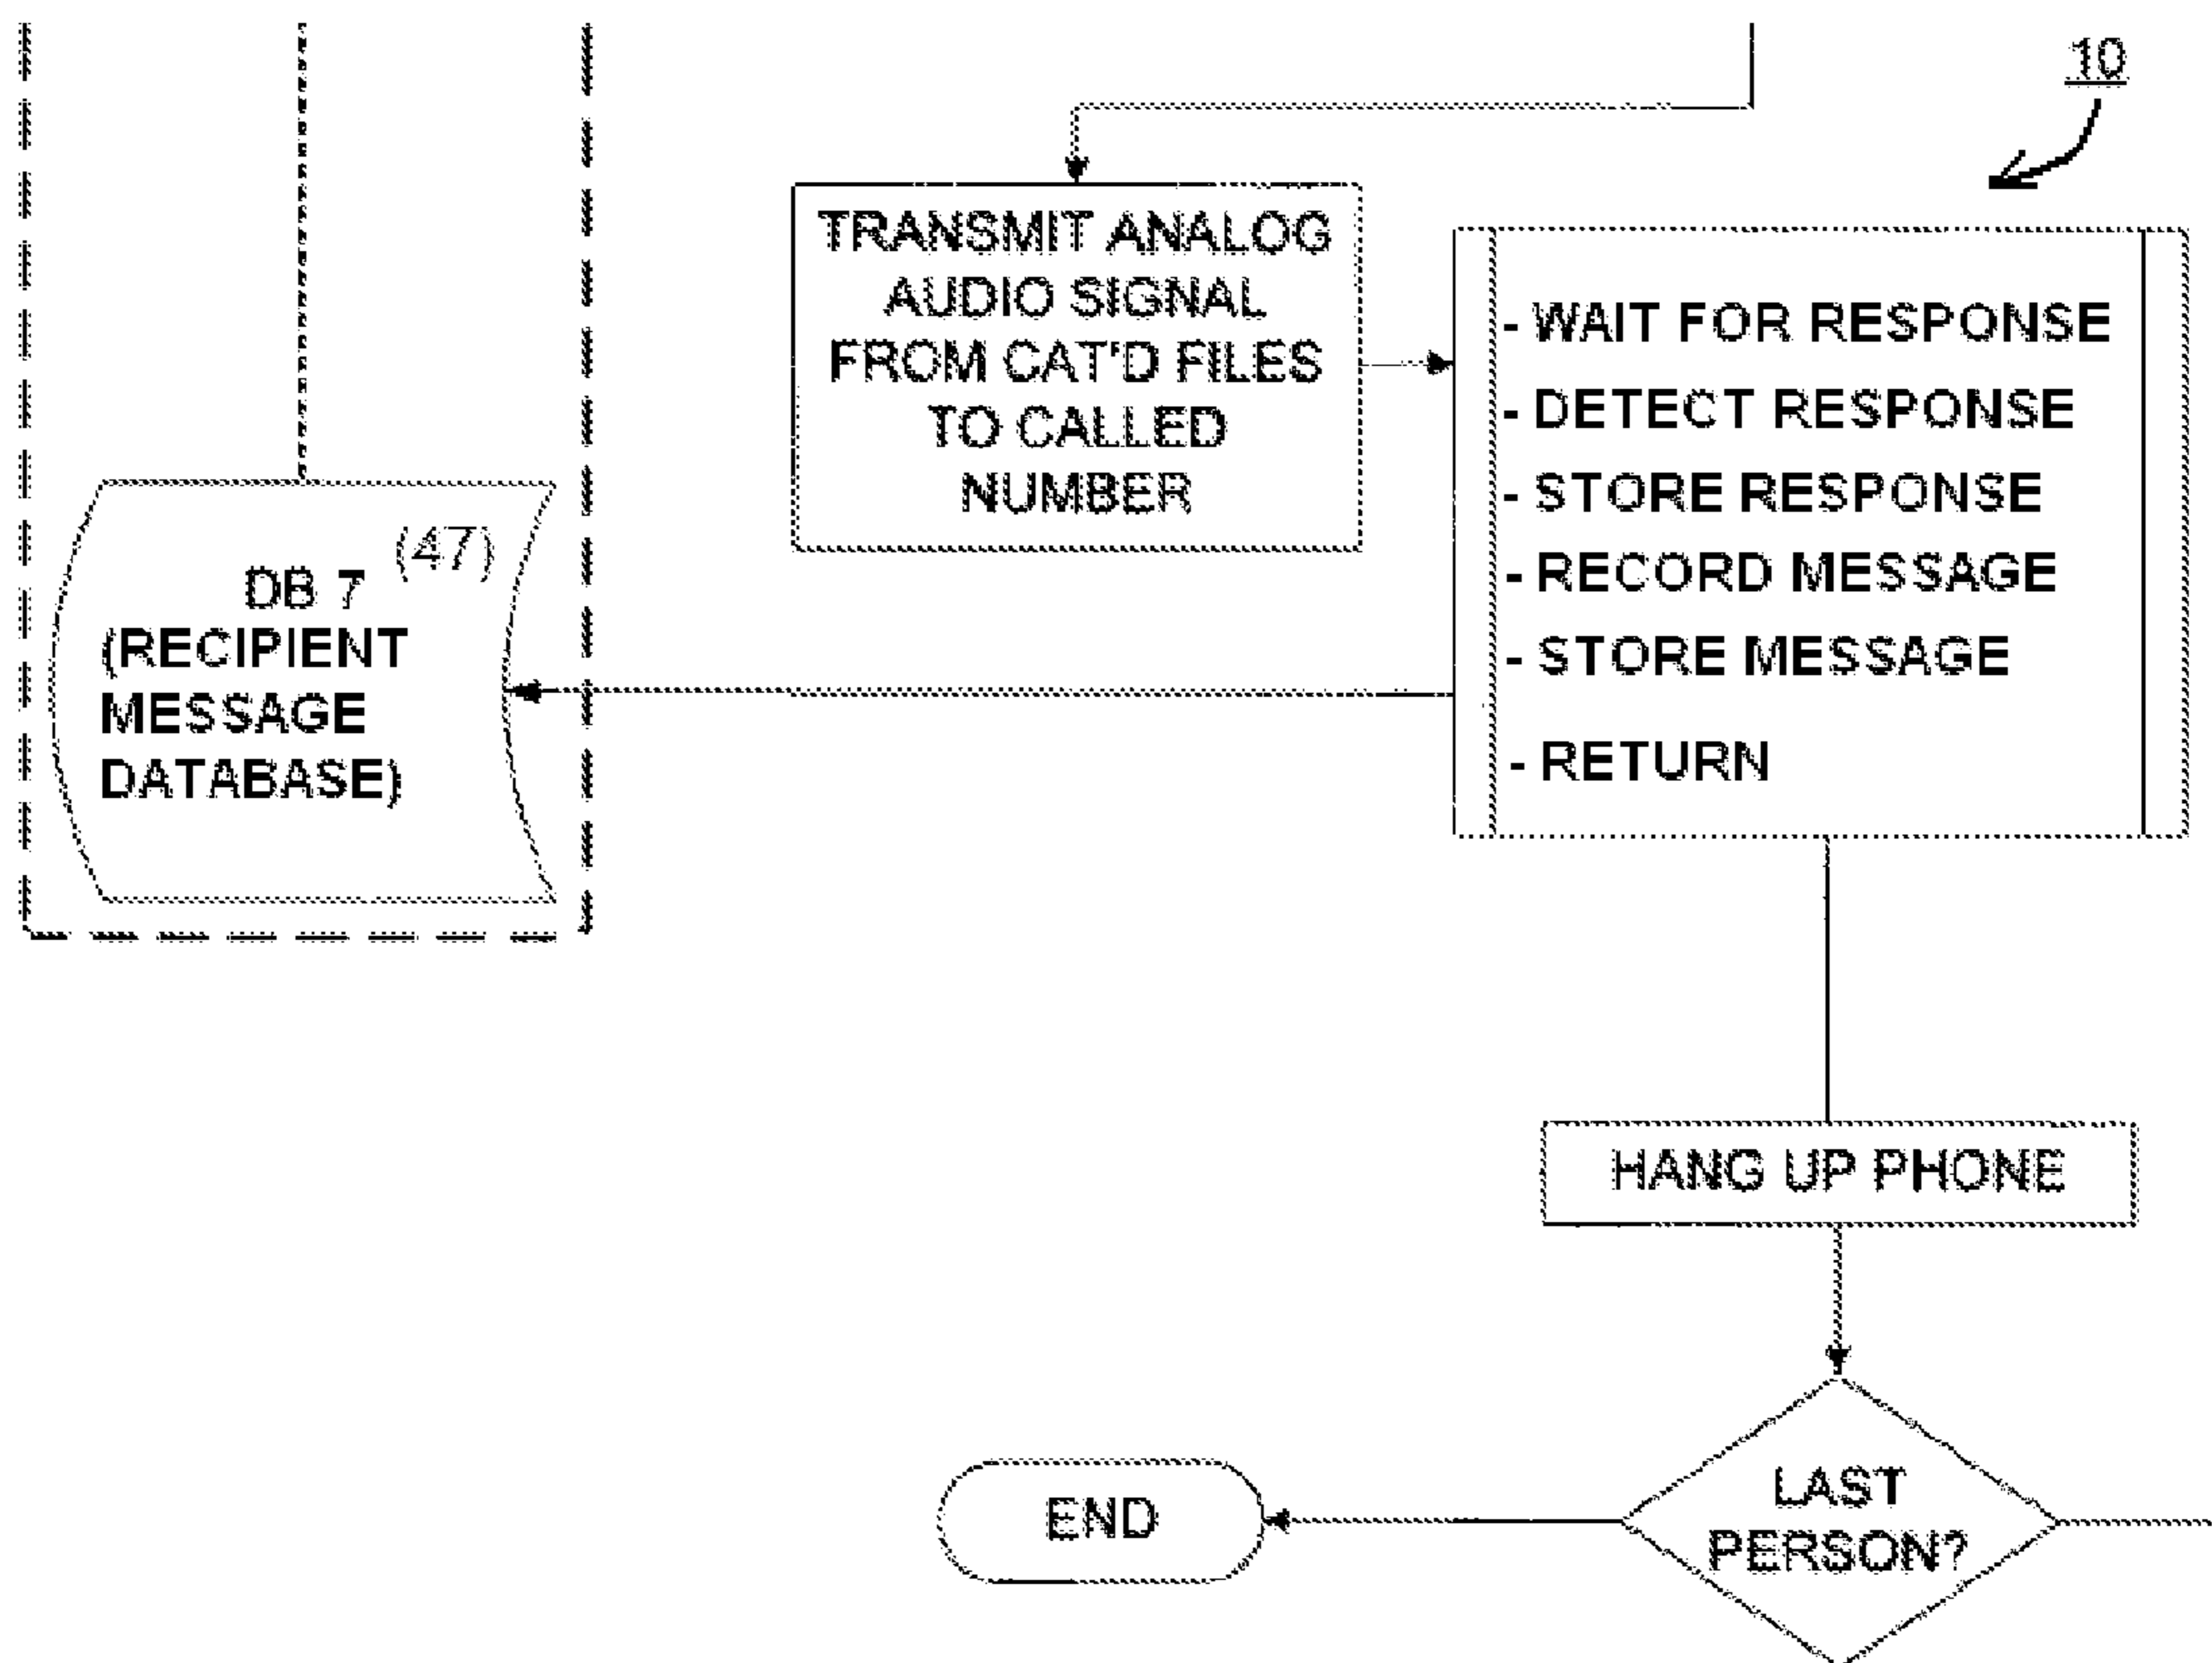 10
TRANSMIT ANALOG
AUDIO SIGNAL
FROM CAT'D FILES
TO CALLED
NUMBER
- WAIT FOR RESPONSE
- DETECT RESPONSE
- STORE RESPONSE
- RECORD MESSAGE
- STORE MESSAGE
- RETURN
(47)
DB 7
(RECIPIENT
MESSAGE
DATABASE)
HANG UP PHONE
LAST
PERSON?
END